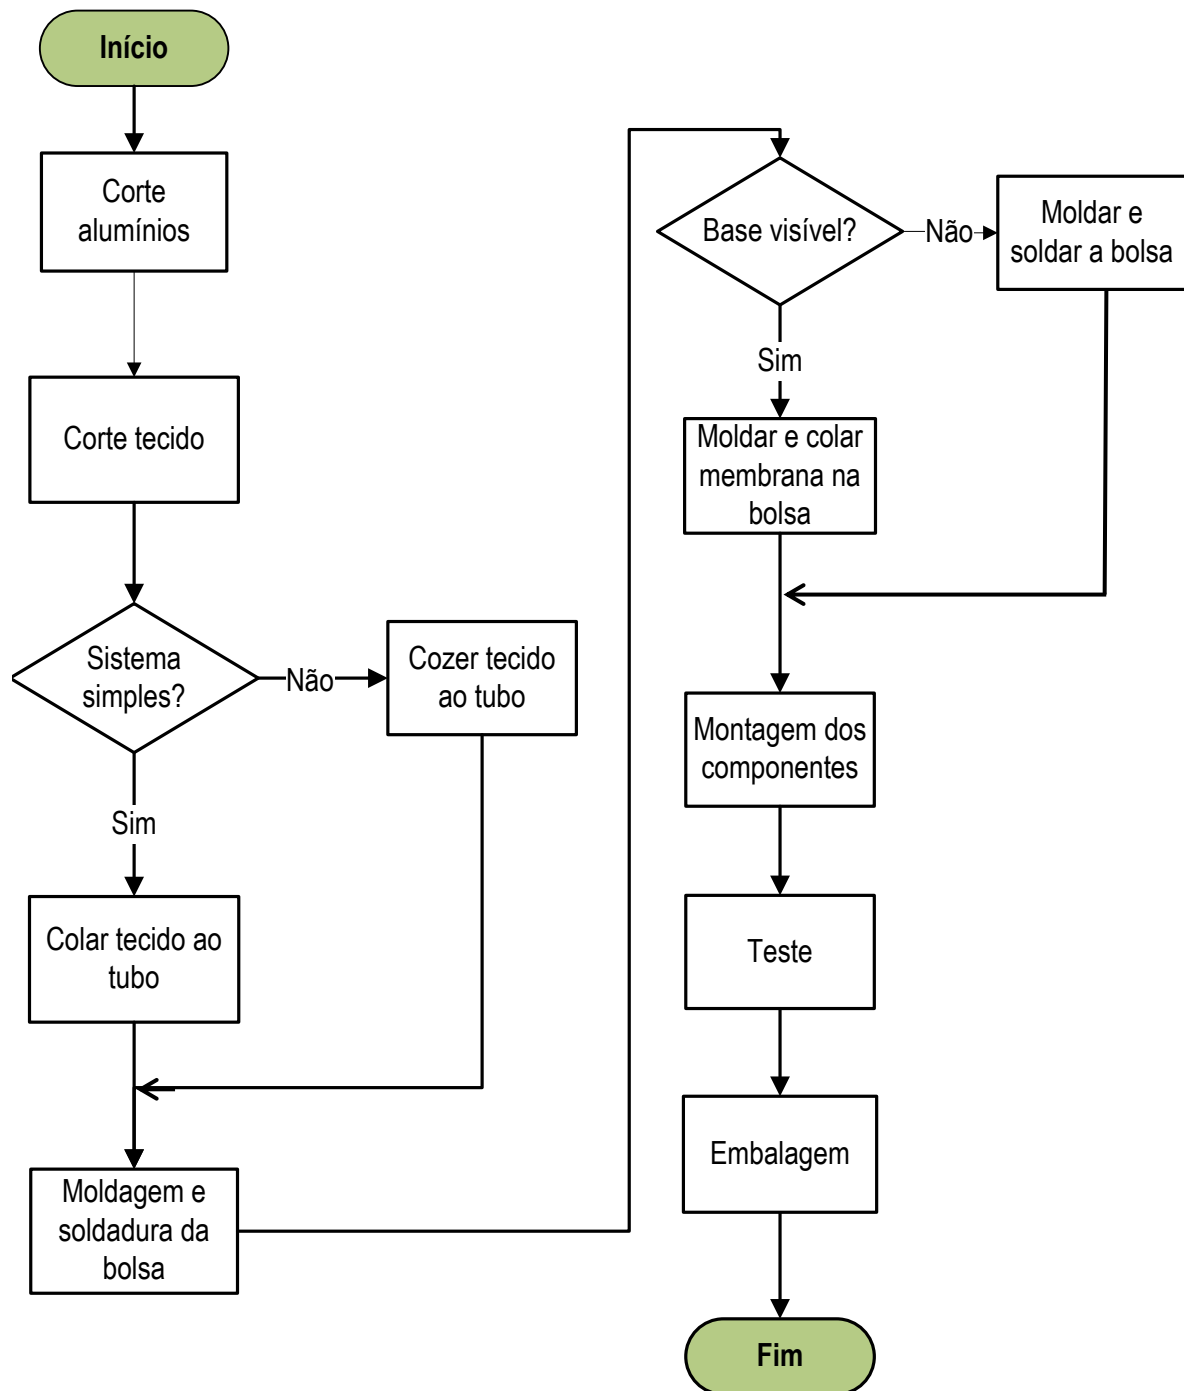 Início
Corte
alumínios
Corte tecido
Sistema
simples?
Não
Cozer tecido
ao tubo
Sim
Colar tecido ao
tubo
Moldagem e
soldadura da
bolsa
Base visível?
Não
Moldar e
soldar a bolsa
Sim
Moldar e colar
membrana na
bolsa
Montagem dos
componentes
Teste
Embalagem
Fim